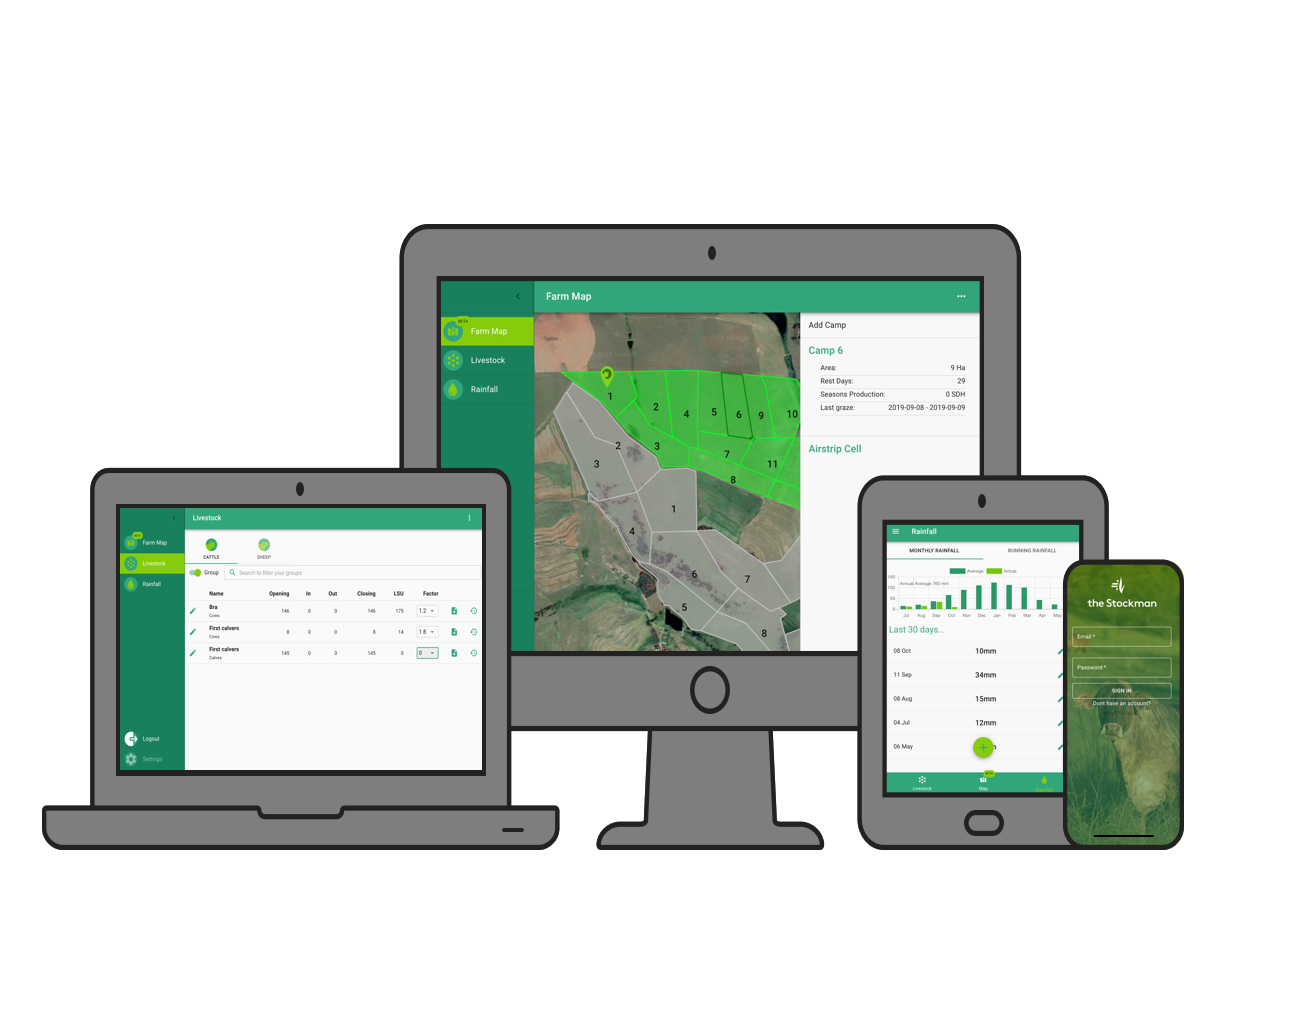 Farm Map
BETA
Farm Map
Livestock
Rainfall
1
2
4
5
6
9
10
3
7
11
8
2
3
1
4
6
7
5
8
Add Camp
Camp 6
Area: 9 Ha
Rest Days: 29
Seasons Production: 0 SDH
Last graze: 2019-09-08 - 2019-09-09
Airstrip Cell
Livestock
BETA
Farm Map
Livestock
Rainfall
Logout
Settings
CATTLE SHEEP
Group Search to filter your groups
Name Opening In Out Closing LSU Factor
Bra 146 0 0 146 175 1.2
Cows
First calvers 8 0 0 8 14 1.8
Cows
First calvers 145 0 0 145 0 0
Calves
Rainfall
MONTHLY RAINFALL RUNNING RAINFALL
Average Actual
150
100
50
0
Annual Average 760 mm
Jul Aug Sep Oct Nov Dec Jan Feb Mar Apr May
Last 30 days...
08 Oct 10mm
11 Sep 34mm
08 Aug 15mm
04 Jul 12mm
06 May
Livestock Map
the Stockman
Email *
Password *
SIGN IN
Dont have an account?